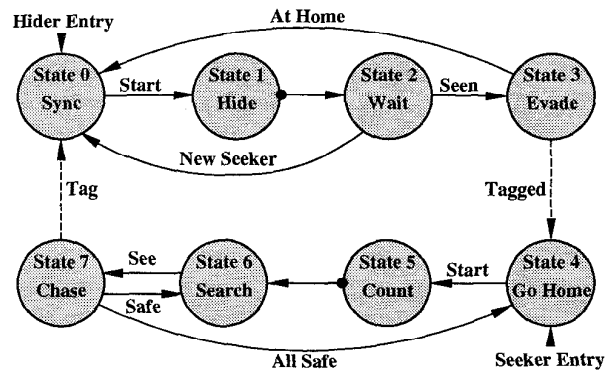 At Home
Hider Entry
State 0
Sync
Start
State 1
Hide
State 2
Wait
Seen
State 3
Evade
New Seeker
Tag
Tagged
State 7
Chase
See
Safe
State 6
Search
State 5
Count
Start
State 4
Go Home
All Safe
Seeker Entry